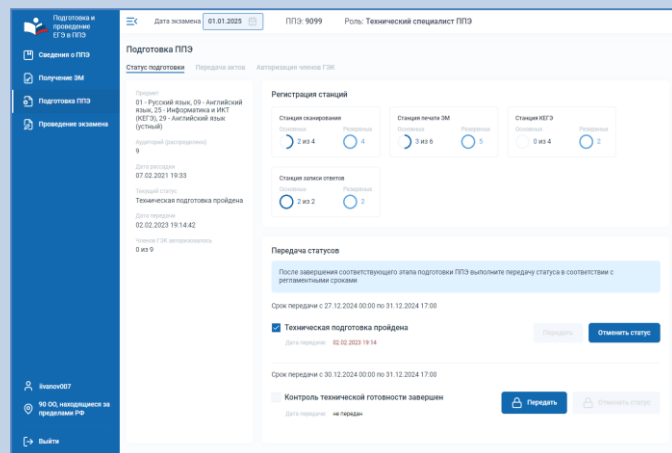 Подготовка и
проведение
ЕГЭ в ППЭ
Сведения о ППЭ
Получение ЭМ
Подготовка ППЭ
Проведение экзамена
iivanov007
90 ОО, находящиеся за
пределами РФ
Выйти
Дата экзамена 01.01.2025 ППЭ: 9099 Роль: Технический специалист ППЭ
Подготовка ППЭ
Статус подготовки Передача актов Авторизация членов ГЭК
Предмет
01 - Русский язык, 09 - Английский
язык, 25 - Информатика и ИКТ
(КЕГЭ), 29 - Английский язык
(устный)
Аудиторий (распределено)
9
Дата рассадки
07.02.2021 19:33
Текущий статус
Техническая подготовка пройдена
Дата передачи
02.02.2023 19:14:42
Членов ГЭК авторизовалось
0 из 9
Регистрация станций
Станция сканирования
Основные Резервные
2 из 4 4
Станция печати ЭМ
Основные Резервные
3 из 6 5
Станция КЕГЭ
Основные Резервные
0 из 4 2
Станция записи ответов
Основные Резервные
2 из 2 2
Передача статусов
После завершения соответствующего этапа подготовки ППЭ выполните передачу статуса в соответствии с
регламентными сроками
Срок передачи с 27.12.2024 00:00 по 31.12.2024 17:00
Техническая подготовка пройдена Передать Отменить статус
Дата передачи 02.02.2023 19:14
Срок передачи с 30.12.2024 00:00 по 31.12.2024 17:00
Контроль технической готовности завершен Передать Отменить статус
Дата передачи не передан